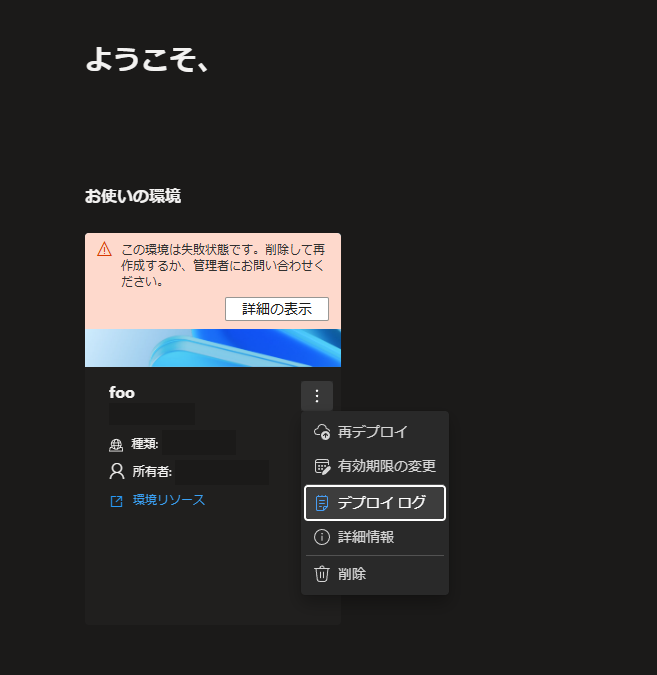 ようこそ、
お使いの環境
この環境は失敗状態です。削除して再
作成するか、管理者にお問い合わせく
ださい。
詳細の表示
foo
種類:
所有者:
環境リソース
再デプロイ
有効期限の変更
デプロイ ログ
詳細情報
削除